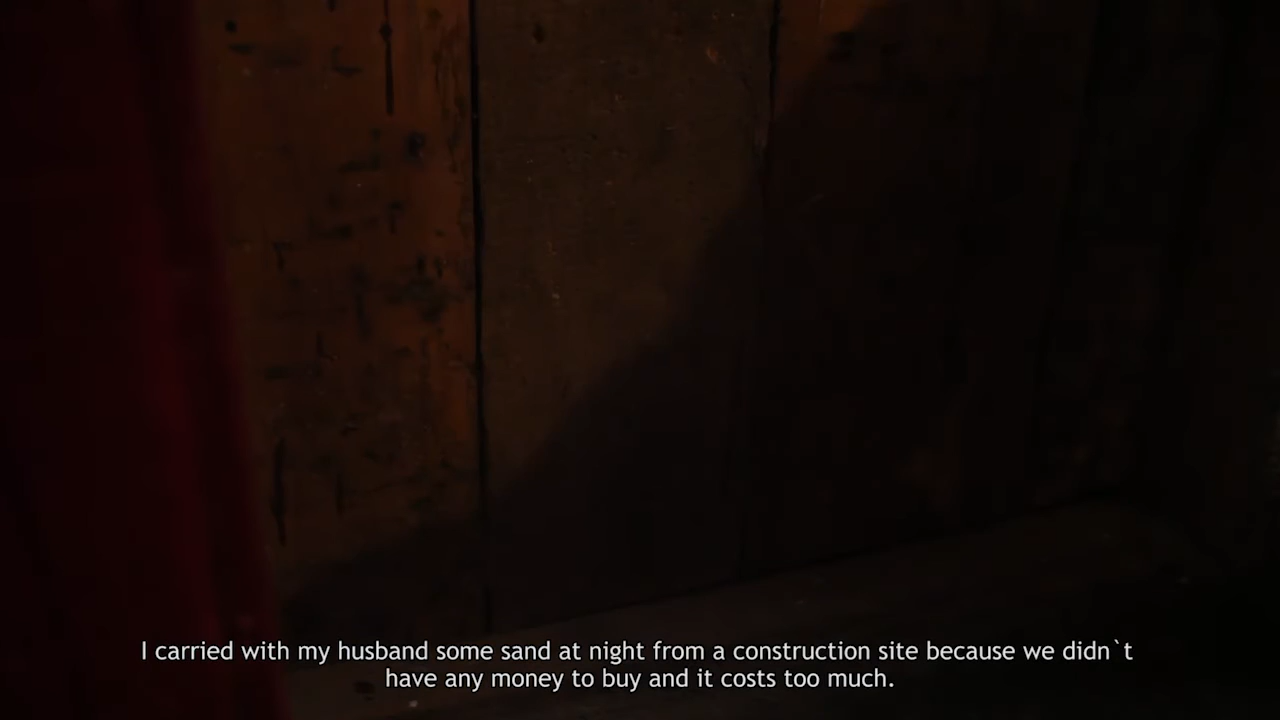 I carried with my husband some sand at night from a construction site because we didn`t
have any money to buy and it costs too much.